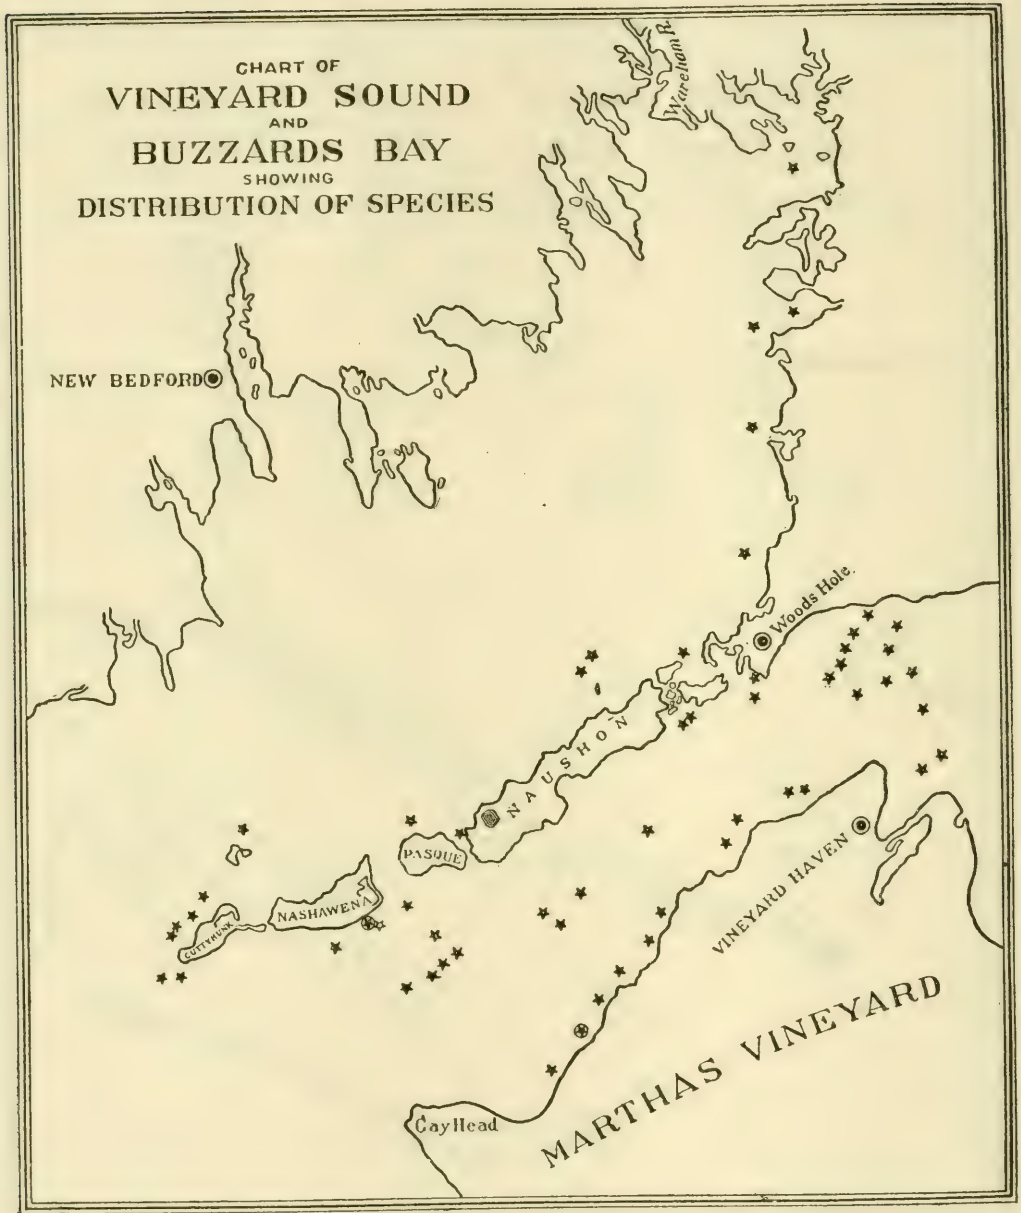 CHART OF
VINEYARD SOUND
AND
BUZZARDS BAY
SHOWING
DISTRIBUTION OF SPECIES
Wareham R.
NEW BEDFORD
Woods Hole.
NAUSHON
PASQUE
NASHAWENA
CUTTYHUNK
VINEYARD HAVEN
MARTHAS VINEYARD
Gay Head